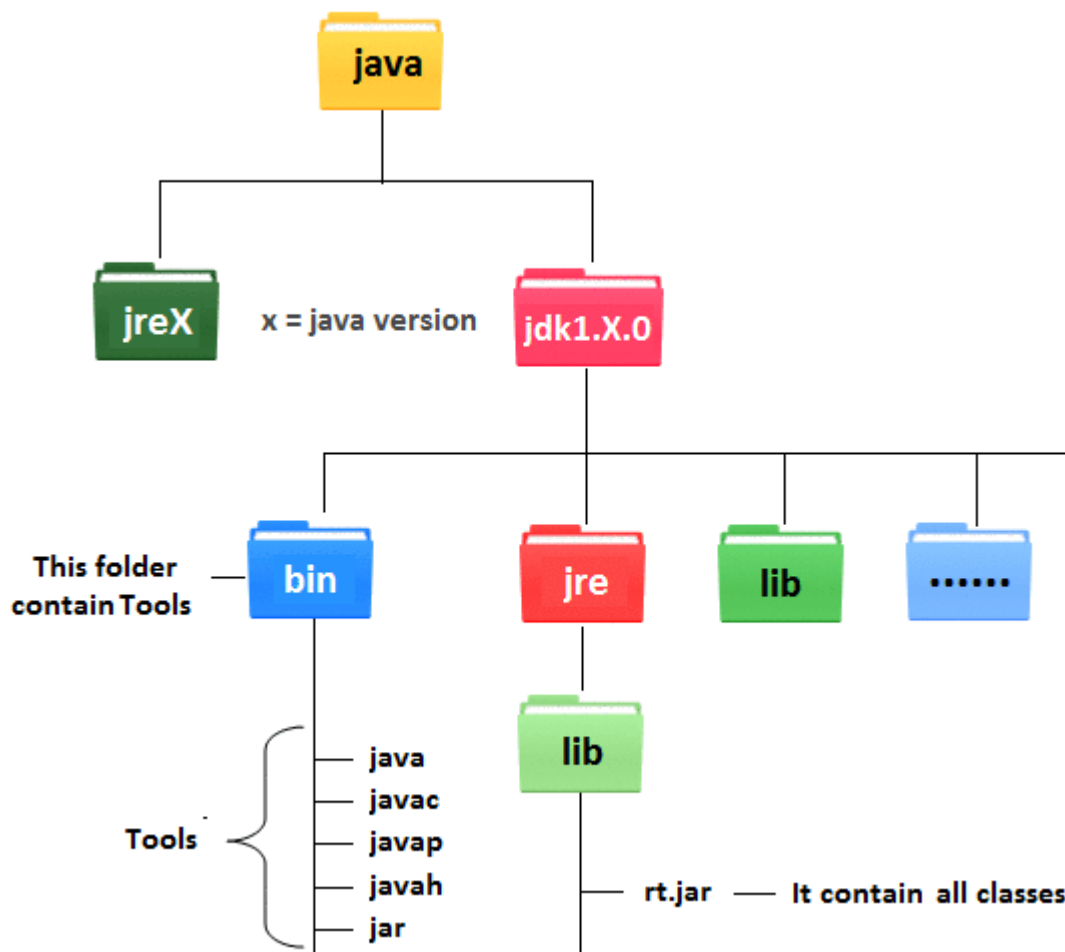 java
jreX
x = java version
jdk1.X.0
This folder
contain Tools
bin
jre
lib
......
lib
Tools
java
javac
javap
javah
jar
rt.jar
It contain all classes